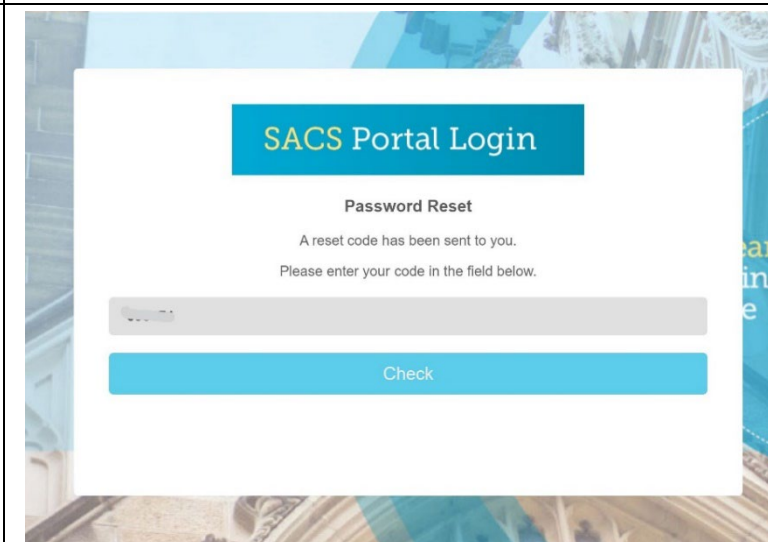 SACS Portal Login
Password Reset
A reset code has been sent to you.
Please enter your code in the field below.
Check